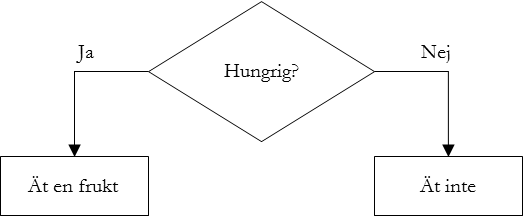 Ja
Nej
Hungrig?
Ät en frukt
Ät inte